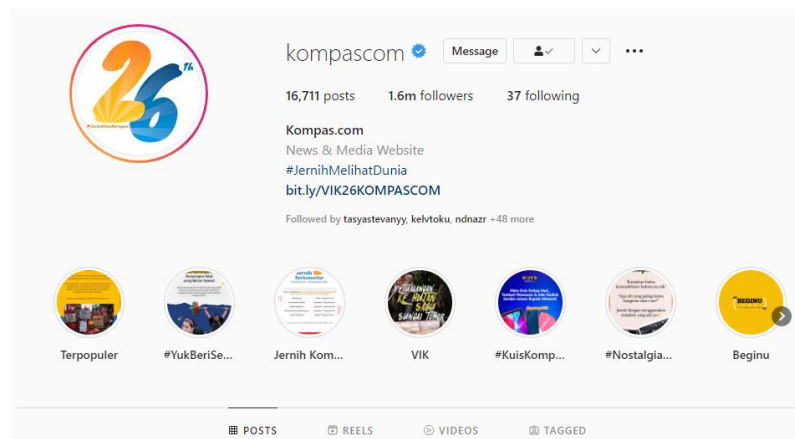 26 Th
kompascom Message
16,711 posts 1.6m followers 37 following
Kompas.com
News & Media Website
#JernihMelihatDunia
bit.ly/VIK26KOMPASCOM
Followed by tasyastevanyy, kelvtoku, ndnazr +48 more
BEGINU
Terpopuler #YukBeriSe... Jernih Kom... VIK #KuisKomp... #Nostalgia... Beginu
POSTS REELS VIDEOS TAGGED